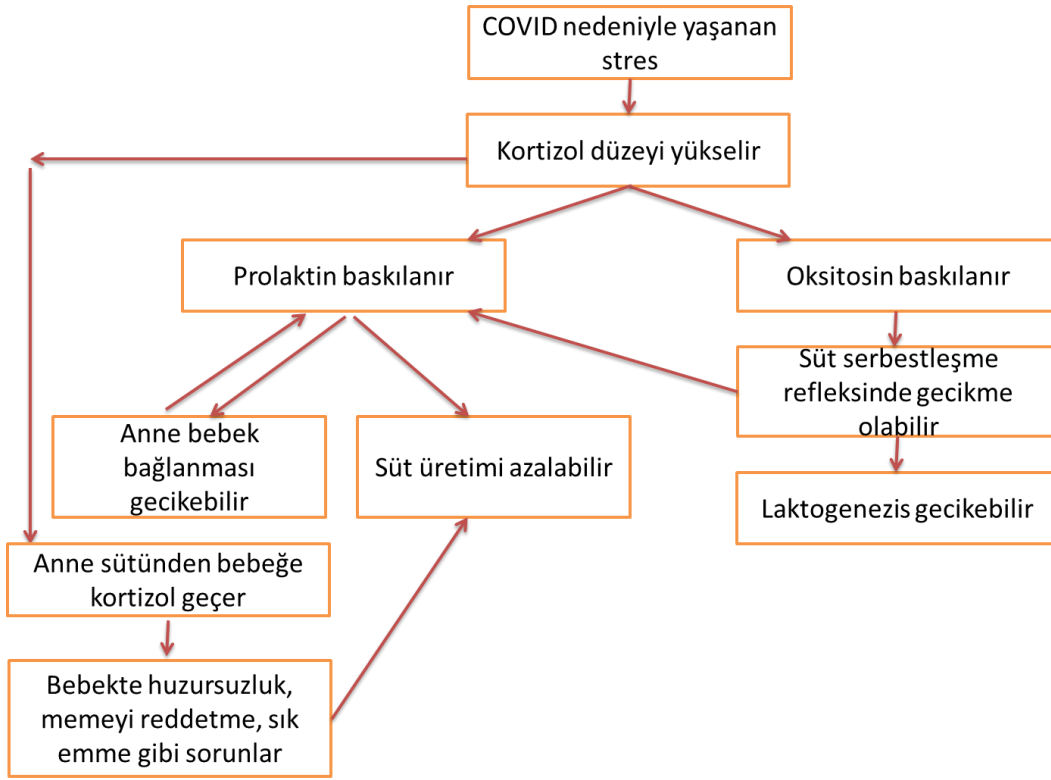 COVID nedeniyle yaşanan
stres
Kortizol düzeyi yükselir
Prolaktin baskılanır
Oksitosin baskılanır
Süt serbestleşme
refleksinde gecikme
olabilir
Anne bebek
bağlanması
gecikebilir
Süt üretimi azalabilir
Laktogenezis gecikebilir
Anne sütünden bebeğe
kortizol geçer
Bebekte huzursuzluk,
memeyi reddetme, sık
emme gibi sorunlar